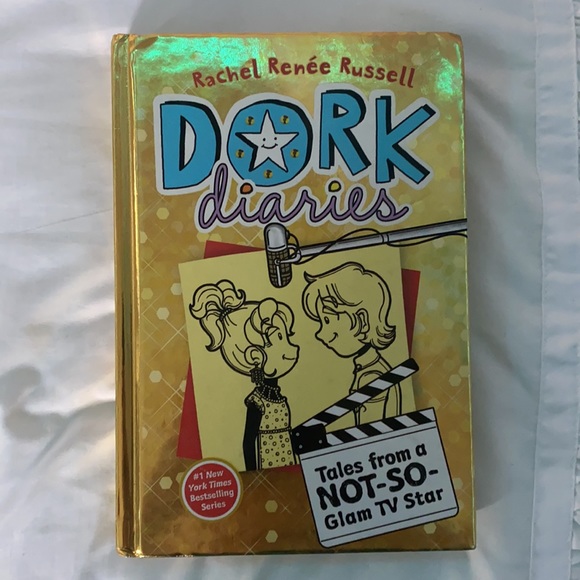 Rachel Renée Russell
DORK
diaries
Tales from a
NOT-SO-
Glam TV Star
#1 New
York Times
Bestselling
Series